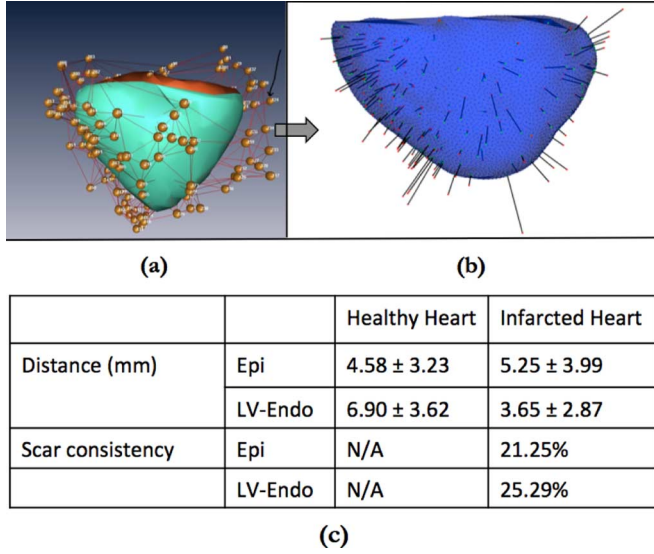 (a)
(b)
Healthy Heart Infarcted Heart
Distance (mm) Epi 4.58 ± 3.23 5.25 ± 3.99
LV-Endo 6.90 ± 3.62 3.65 ± 2.87
Scar consistency Epi N/A 21.25%
LV-Endo N/A 25.29%
(c)